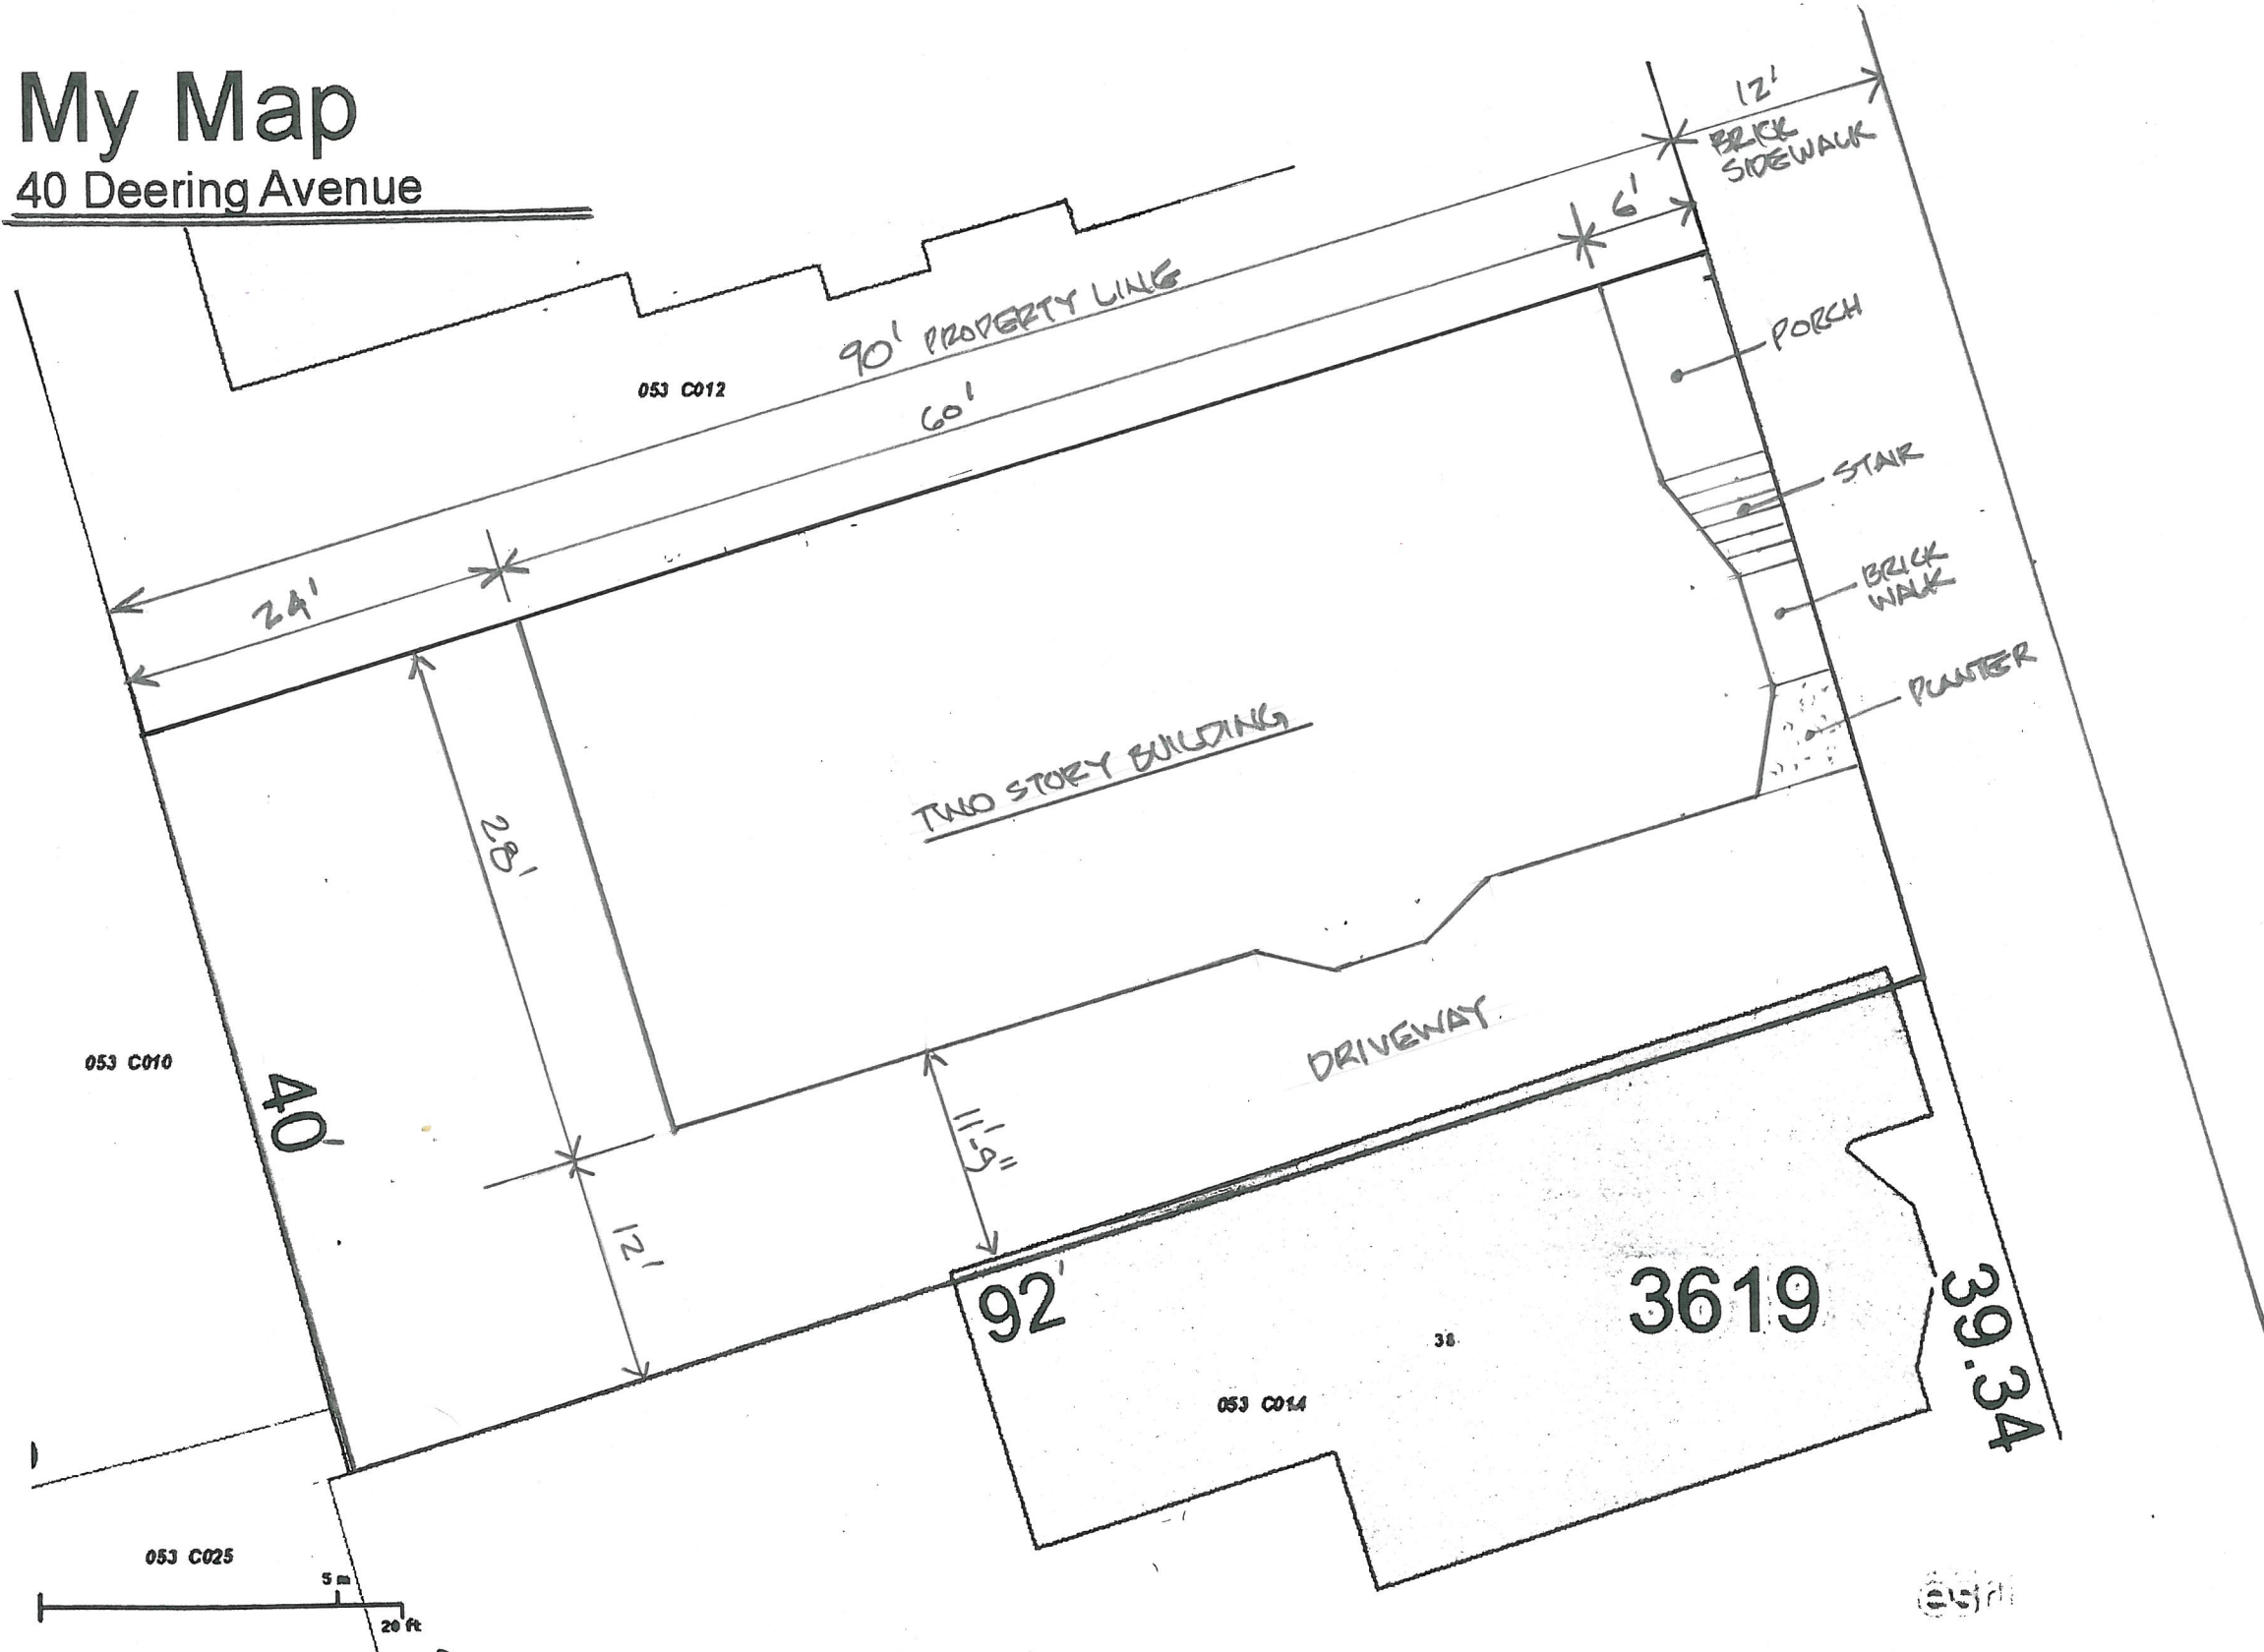 My Map
40 Deering Avenue
12'
BRICK
SIDEWALK
6'
90' PROPERTY LINE
053 C012
60'
PORCH
STAIR
24'
BRICK
WALK
PLANTER
TWO STORY BUILDING
28'
DRIVEWAY
053 C010
40'
11'-9"
12'
92'
3619
38
39.34
053 C014
053 C025
5 m
20 ft
esri